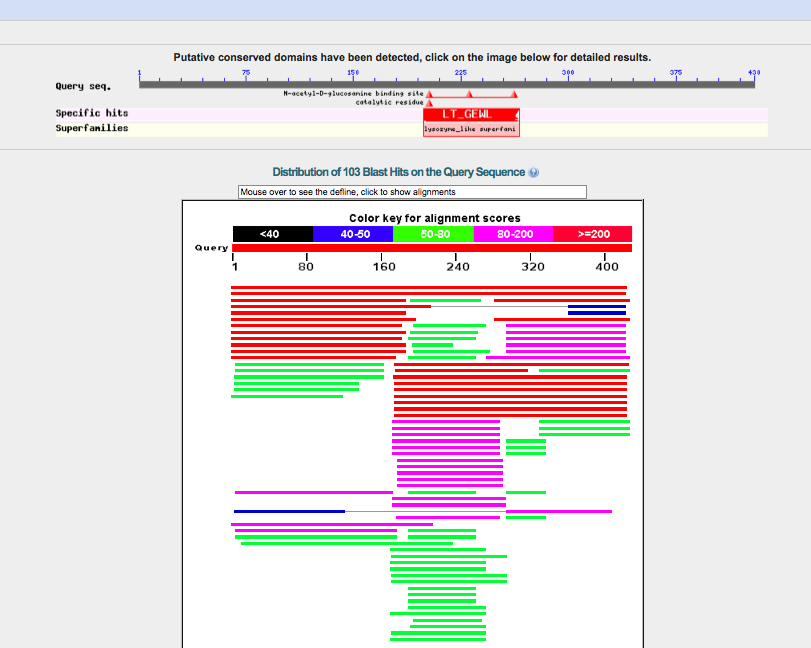 Putative conserved domains have been detected, click on the image below for detailed results.
1 75 150 225 300 375 430
Query seq.
N-acetyl-D-glucosamine binding site
catalytic residue
Specific hits LT_GEWL
Superfamilies lysozyme_like superfami
Distribution of 103 Blast Hits on the Query Sequence ?
Mouse over to see the defline, click to show alignments
Color key for alignment scores
<40 40-50 50-80 80-200 >=200
Query
1 80 160 240 320 400